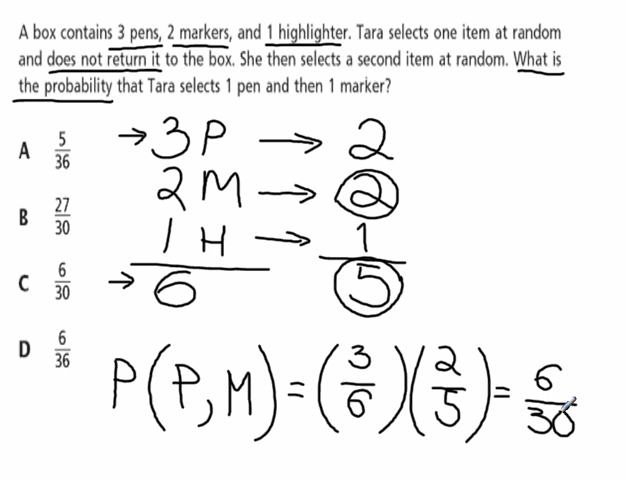 A box contains 3 pens, 2 markers, and 1 highlighter. Tara selects one item at random
and does not return it to the box. She then selects a second item at random. What is
the probability that Tara selects 1 pen and then 1 marker?
A 5/36
B 27/30
C 6/30
D 6/36
→ 3 P → 2
2 M → 2
1 H → 1
→ 6 5
P(P,M) = (3/6)(2/5) = 6/30